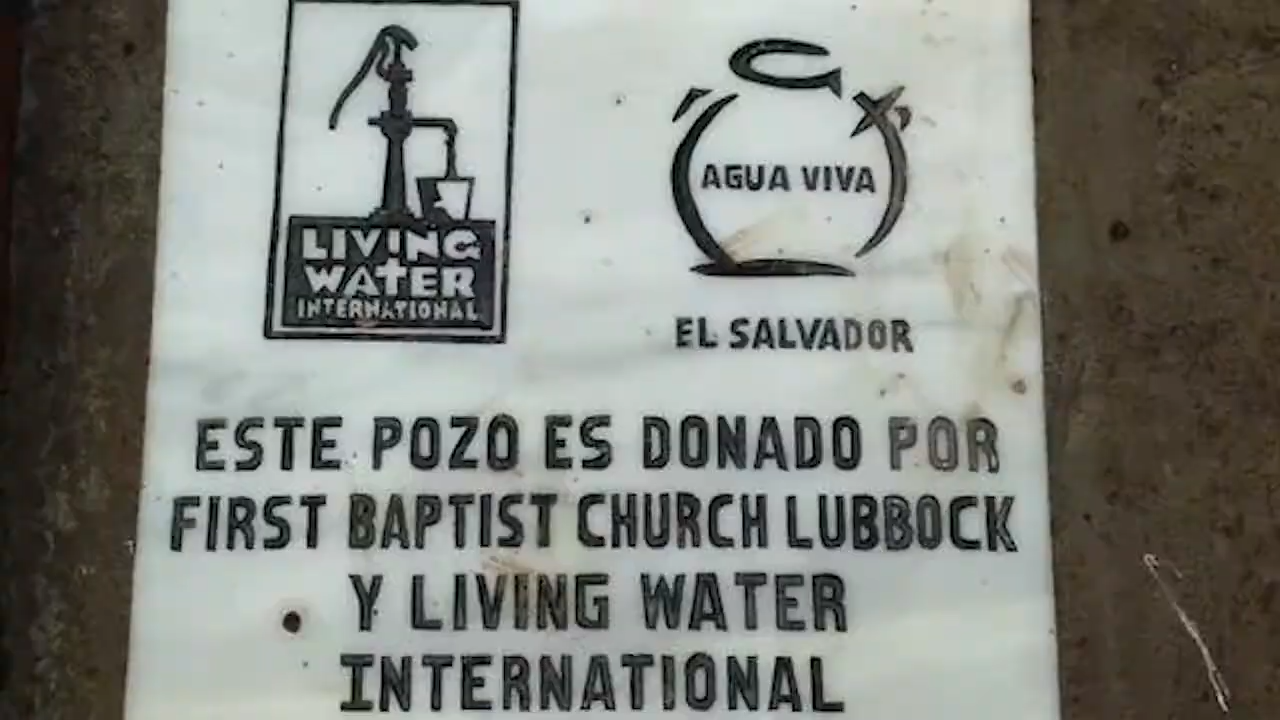 LIVING
WATER
INTERNATIONAL
AGUA VIVA
EL SALVADOR
ESTE POZO ES DONADO POR
FIRST BAPTIST CHURCH LUBBOCK
Y LIVING WATER
INTERNATIONAL